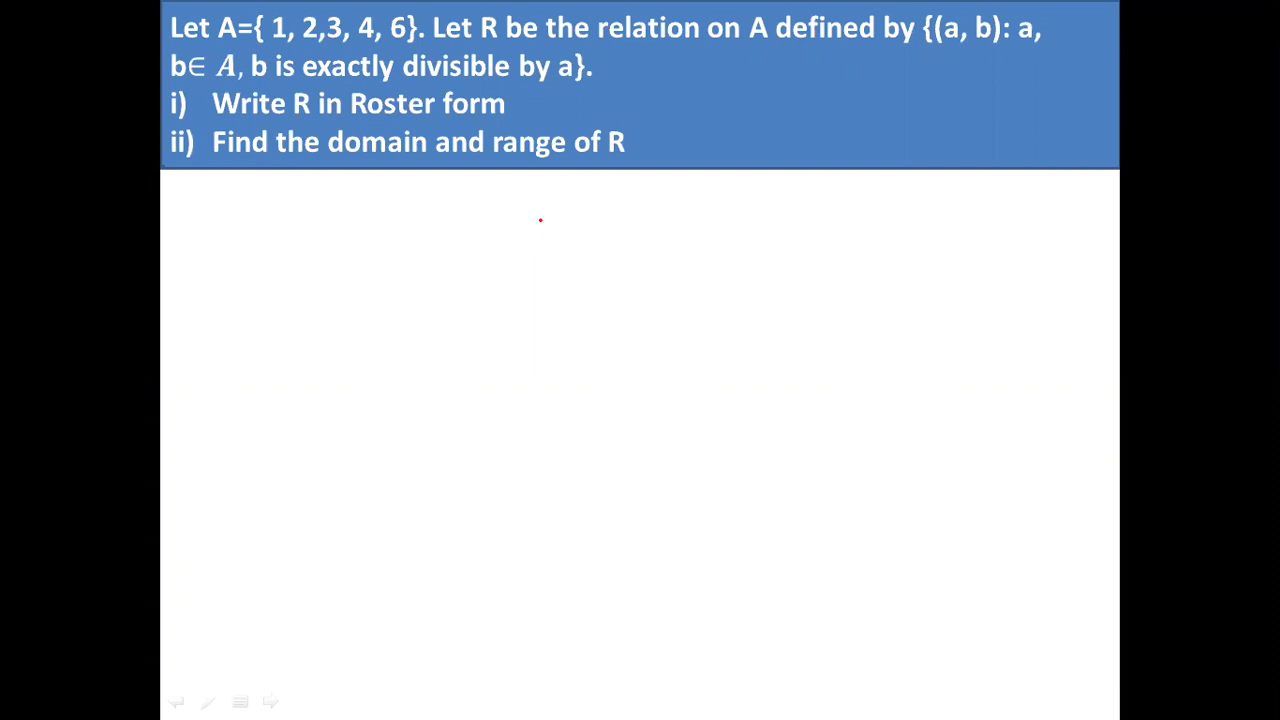 Let A={ 1, 2,3, 4, 6}. Let R be the relation on A defined by {(a, b): a,
b∈ A, b is exactly divisible by a}.
i) Write R in Roster form
ii) Find the domain and range of R